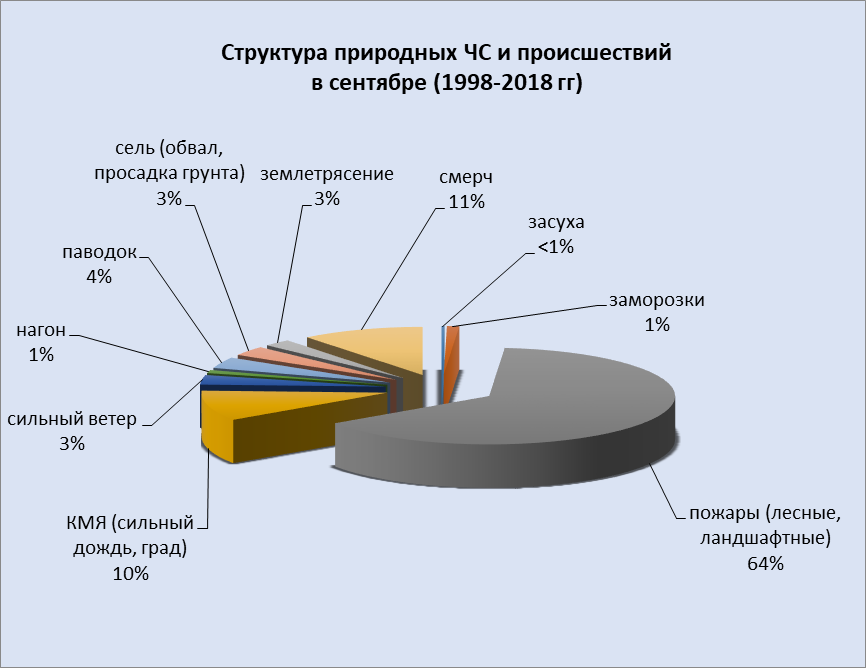 Структура природных ЧС и происшествий
в сентябре (1998-2018 гг)
сель (обвал,
просадка грунта)
3%
землетрясение
3%
смерч
11%
засуха
<1%
паводок
4%
заморозки
1%
нагон
1%
сильный ветер
3%
КМЯ (сильный
дождь, град)
10%
пожары (лесные,
ландшафтные)
64%